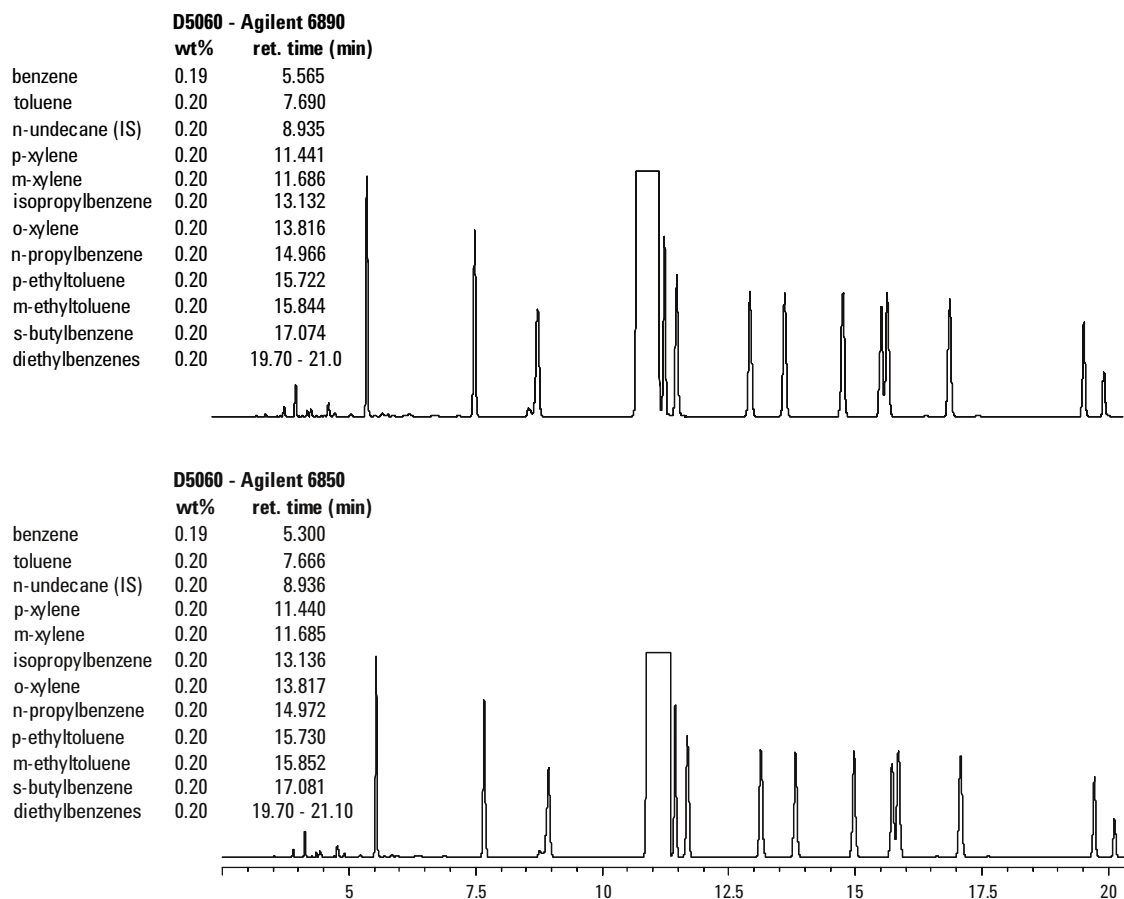 D5060 - Agilent 6890
wt% ret. time (min)
benzene 0.19 5.565
toluene 0.20 7.690
n-undecane (IS) 0.20 8.935
p-xylene 0.20 11.441
m-xylene 0.20 11.686
isopropylbenzene 0.20 13.132
o-xylene 0.20 13.816
n-propylbenzene 0.20 14.966
p-ethyltoluene 0.20 15.722
m-ethyltoluene 0.20 15.844
s-butylbenzene 0.20 17.074
diethylbenzenes 0.20 19.70 - 21.0
D5060 - Agilent 6850
wt% ret. time (min)
benzene 0.19 5.300
toluene 0.20 7.666
n-undecane (IS) 0.20 8.936
p-xylene 0.20 11.440
m-xylene 0.20 11.685
isopropylbenzene 0.20 13.136
o-xylene 0.20 13.817
n-propylbenzene 0.20 14.972
p-ethyltoluene 0.20 15.730
m-ethyltoluene 0.20 15.852
s-butylbenzene 0.20 17.081
diethylbenzenes 0.20 19.70 - 21.10
5 7.5 10 12.5 15 17.5 20